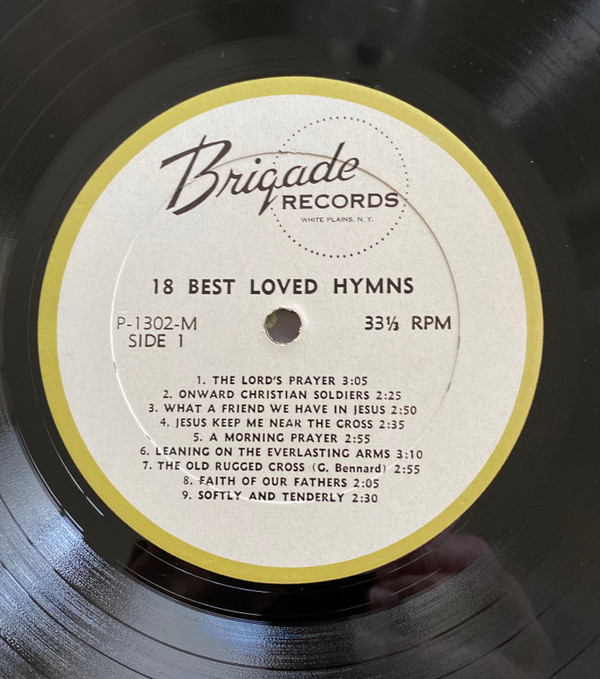 Brigade
RECORDS
WHITE PLAINS, N. Y.
18 BEST LOVED HYMNS
P-1302-M
SIDE 1
33⅓ RPM
1. THE LORD'S PRAYER 3:05
2. ONWARD CHRISTIAN SOLDIERS 2:25
3. WHAT A FRIEND WE HAVE IN JESUS 2:50
4. JESUS KEEP ME NEAR THE CROSS 2:35
5. A MORNING PRAYER 2:55
6. LEANING ON THE EVERLASTING ARMS 3:10
7. THE OLD RUGGED CROSS (G. Bennard) 2:55
8. FAITH OF OUR FATHERS 2:05
9. SOFTLY AND TENDERLY 2:30